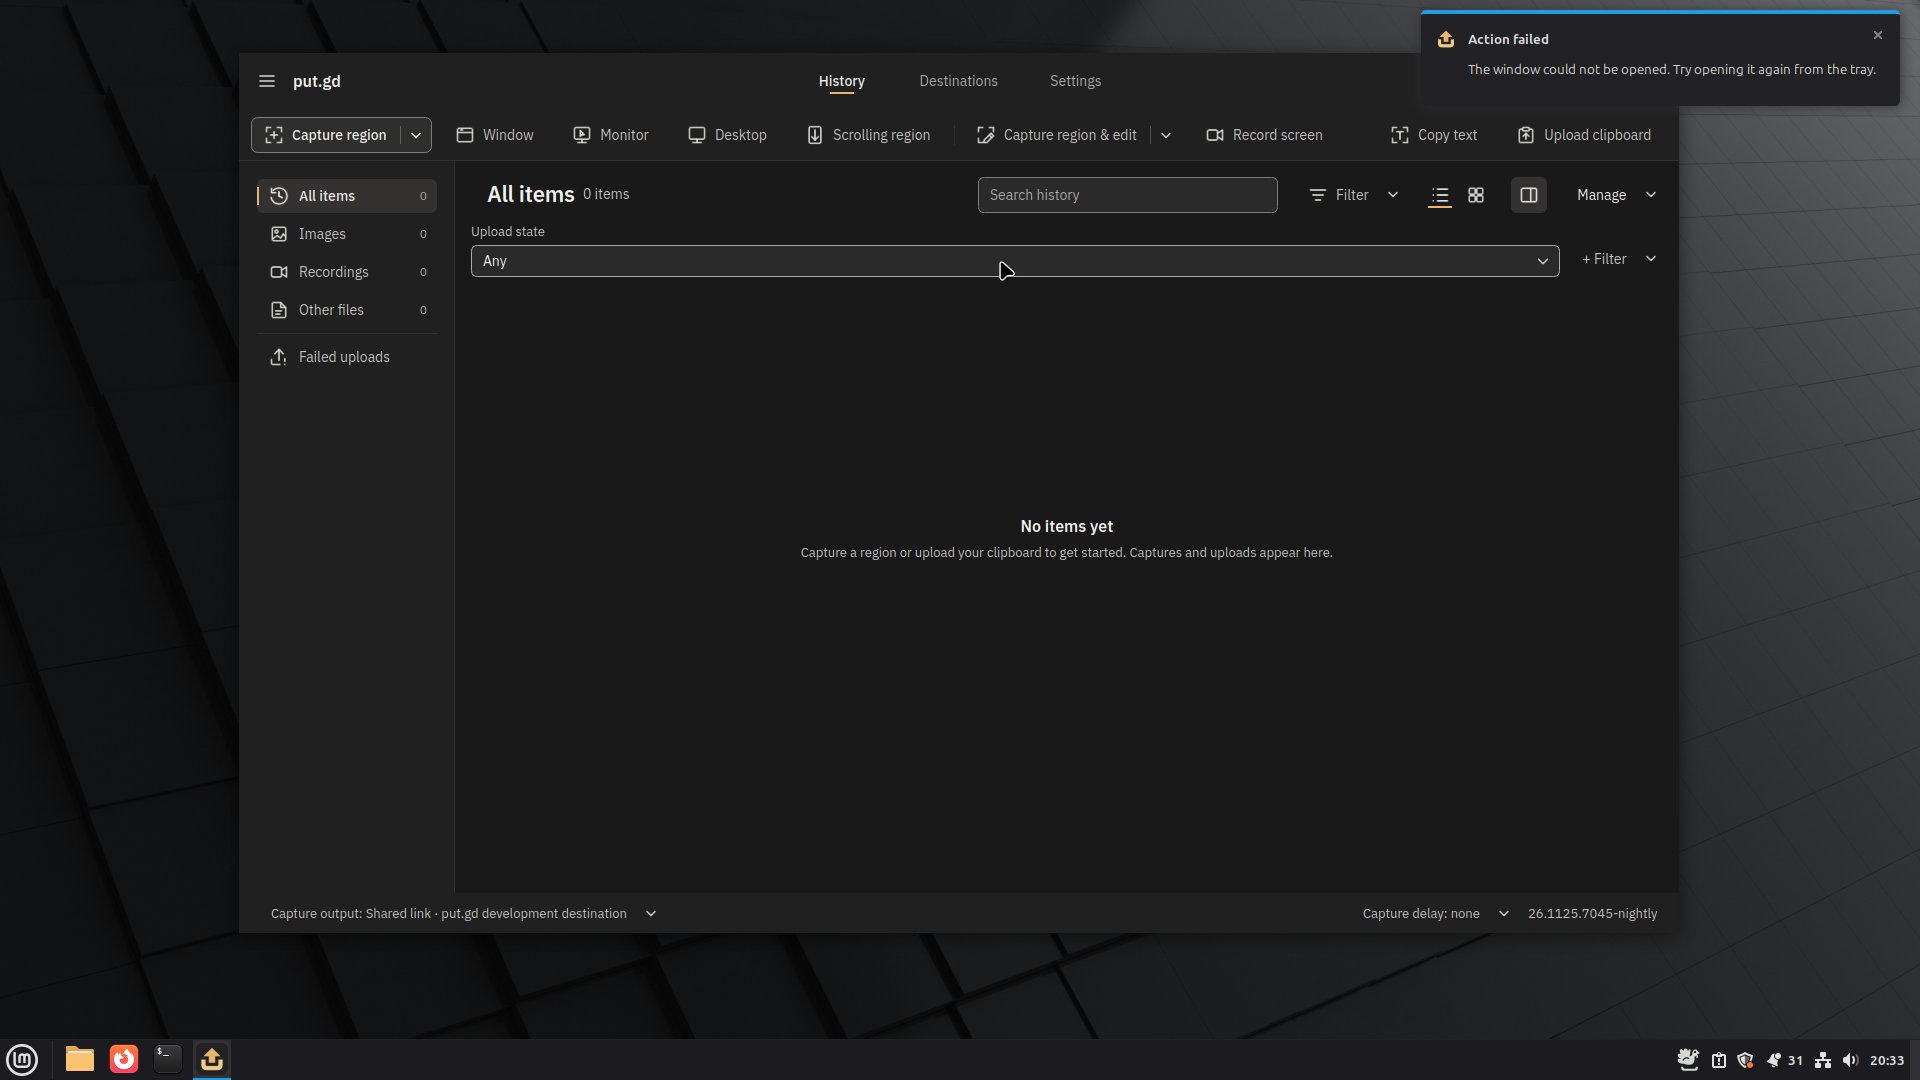 Action failed
The window could not be opened. Try opening it again from the tray.
put.gd
History
Destinations
Settings
Capture region
Window
Monitor
Desktop
Scrolling region
Capture region & edit
Record screen
Copy text
Upload clipboard
All items 0
Images 0
Recordings 0
Other files 0
Failed uploads
All items 0 items
Search history
Filter
Manage
Upload state
Any
+ Filter
No items yet
Capture a region or upload your clipboard to get started. Captures and uploads appear here.
Capture output: Shared link · put.gd development destination
Capture delay: none
26.1125.7045-nightly
31
20:33